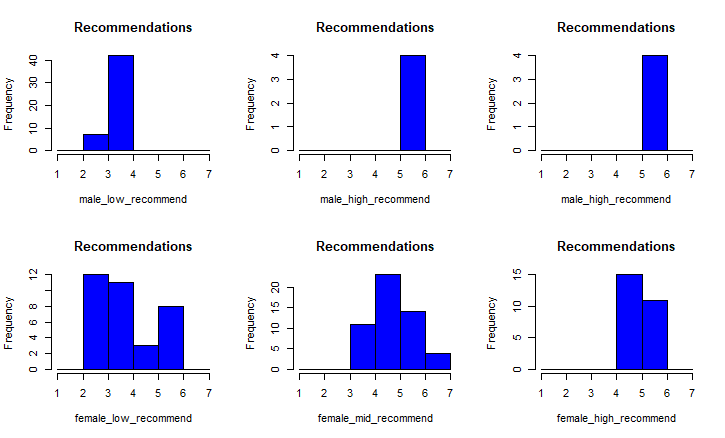 Recommendations Recommendations Recommendations
Frequency 0 10 20 30 40 Frequency 0 1 2 3 4 Frequency 0 1 2 3 4
1 2 3 4 5 6 7 1 2 3 4 5 6 7 1 2 3 4 5 6 7
male_low_recommend male_high_recommend male_high_recommend
Recommendations Recommendations Recommendations
Frequency 0 2 4 6 8 12 Frequency 0 5 10 15 20 Frequency 0 5 10 15
1 2 3 4 5 6 7 1 2 3 4 5 6 7 1 2 3 4 5 6 7
female_low_recommend female_mid_recommend female_high_recommend